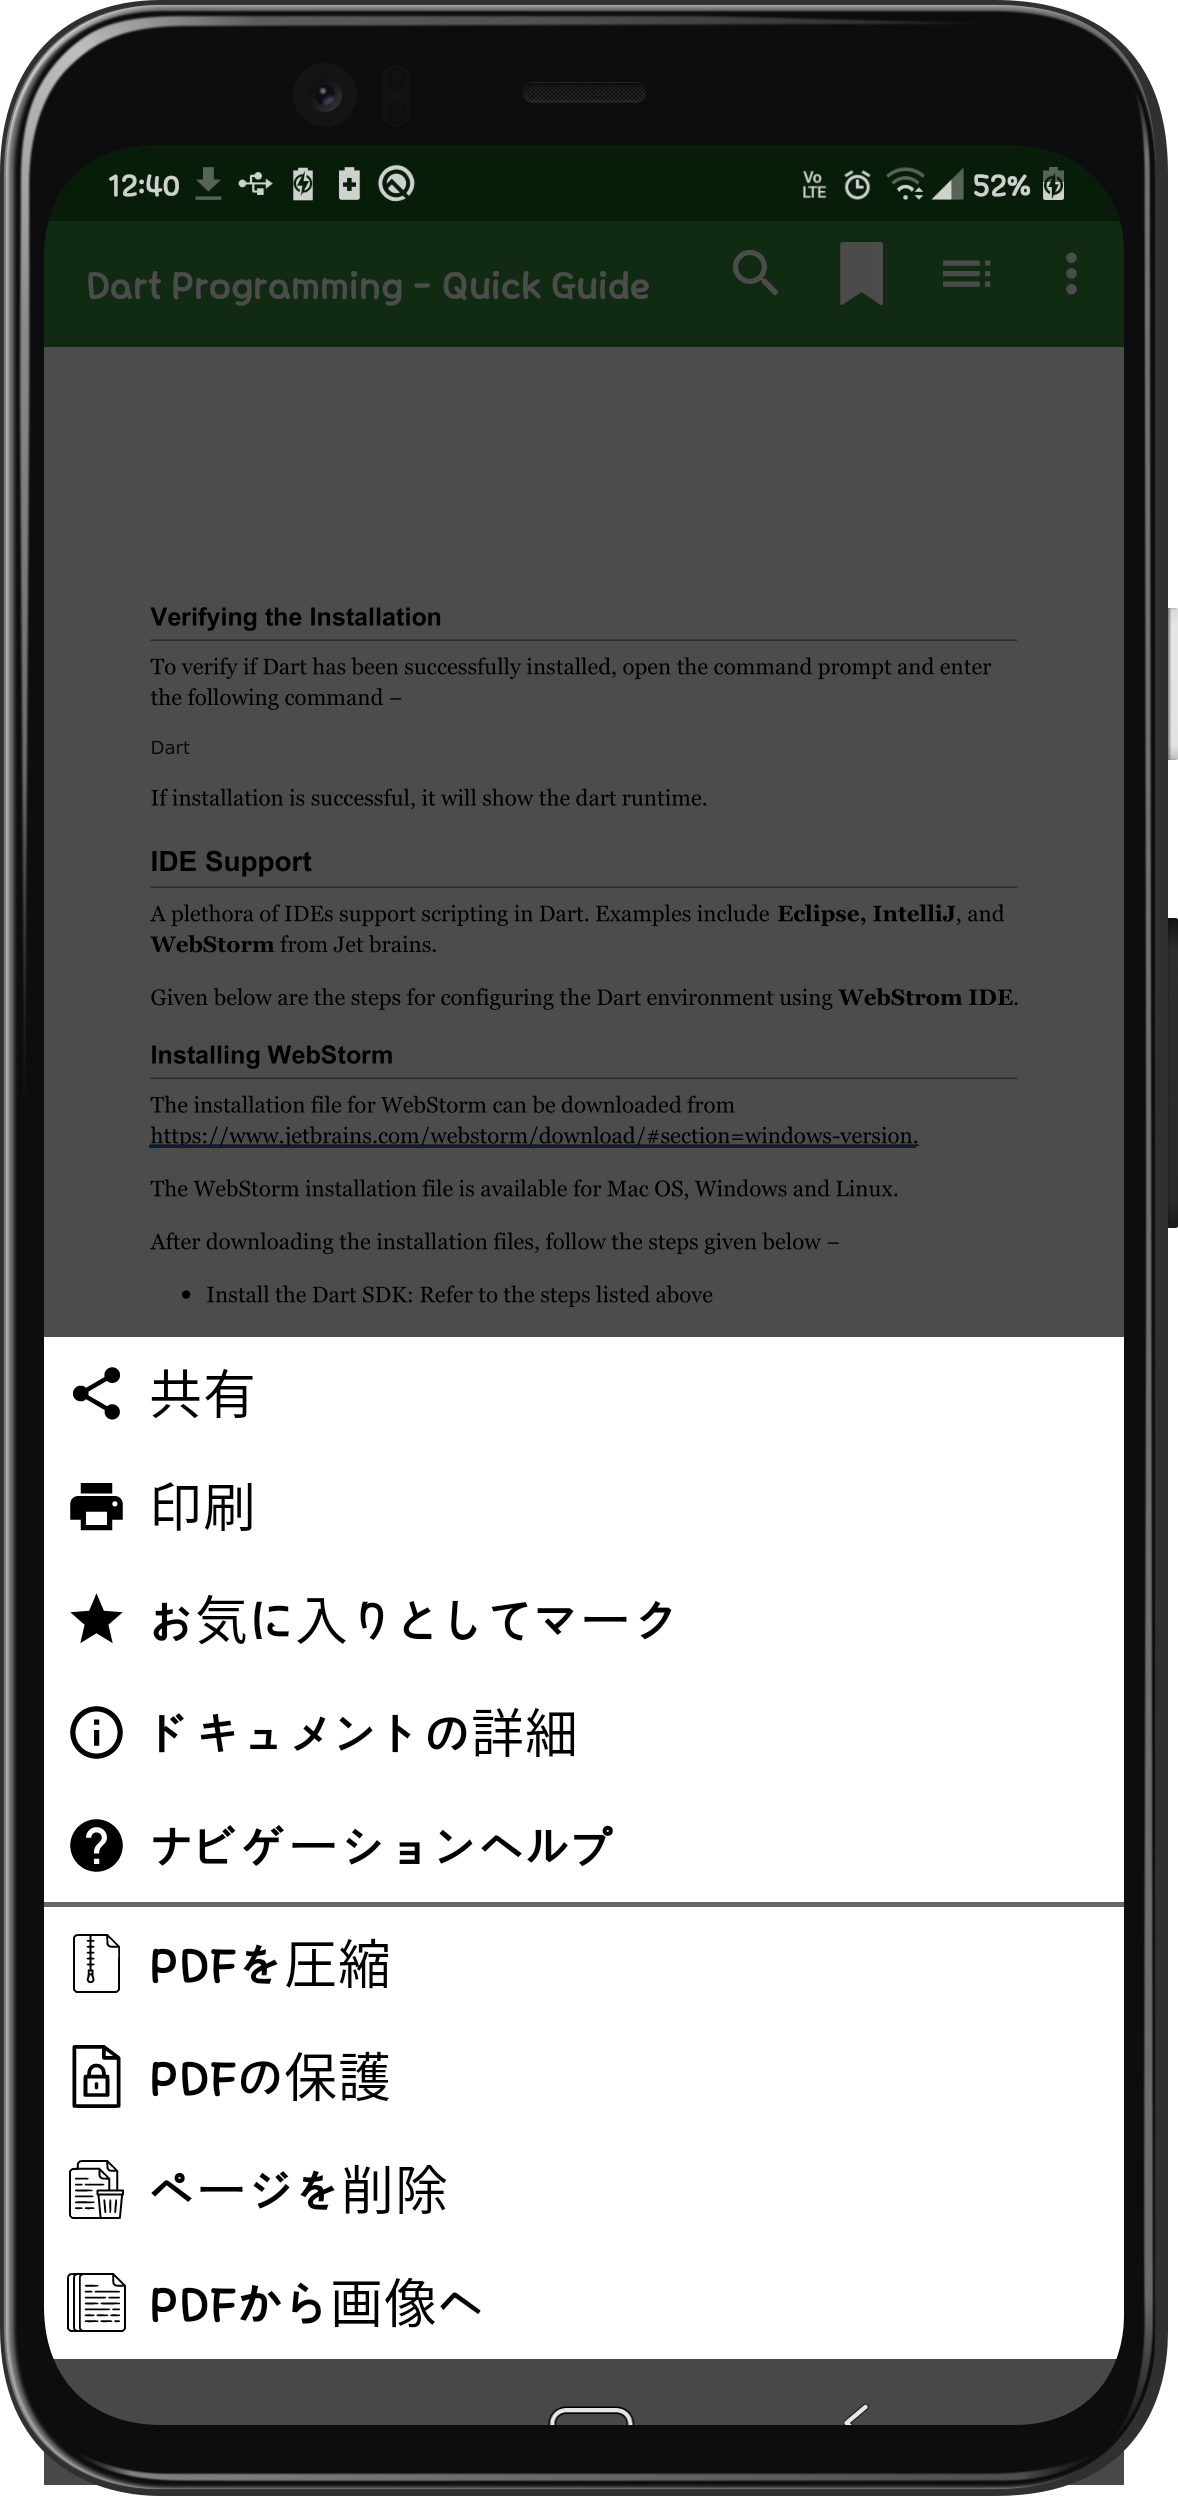 12:40 Vo LTE 52%
Dart Programming - Quick Guide
Verifying the Installation
To verify if Dart has been successfully installed, open the command prompt and enter
the following command –
Dart
If installation is successful, it will show the dart runtime.
IDE Support
A plethora of IDEs support scripting in Dart. Examples include Eclipse, IntelliJ, and
WebStorm from Jet brains.
Given below are the steps for configuring the Dart environment using WebStrom IDE.
Installing WebStorm
The installation file for WebStorm can be downloaded from
https://www.jetbrains.com/webstorm/download/#section=windows-version.
The WebStorm installation file is available for Mac OS, Windows and Linux.
After downloading the installation files, follow the steps given below –
• Install the Dart SDK: Refer to the steps listed above
共有
印刷
お気に入りとしてマーク
ドキュメントの詳細
ナビゲーションヘルプ
PDFを圧縮
PDFの保護
ページを削除
PDFから画像へ